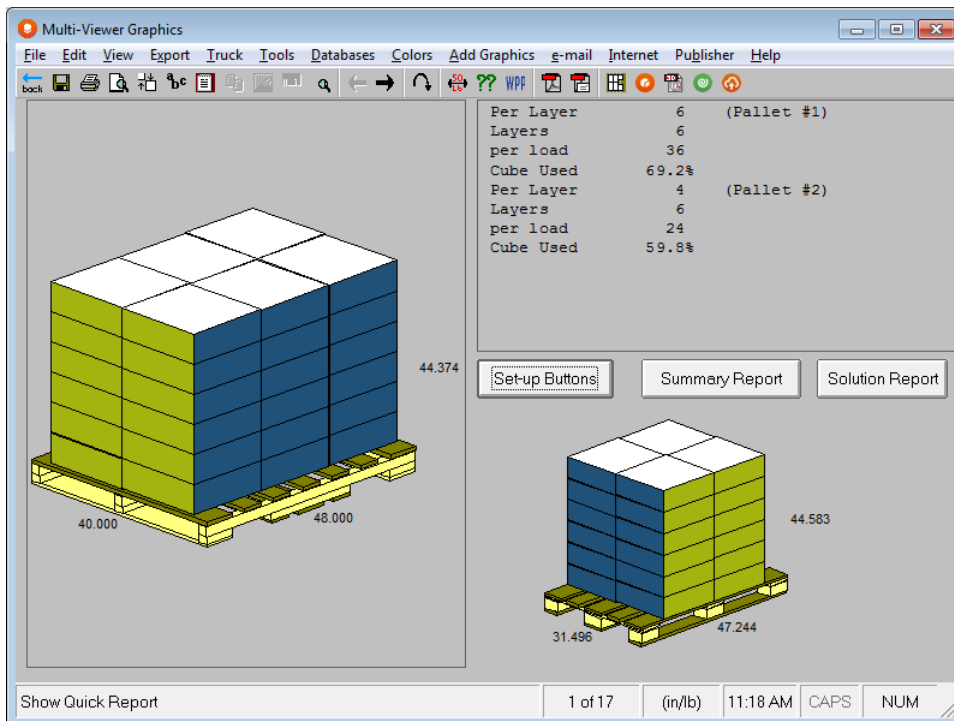 Multi-Viewer Graphics
File Edit View Export Truck Tools Databases Colors Add Graphics e-mail Internet Publisher Help
back abc 50 L6 ?? WPF
Per Layer 6 (Pallet #1)
Layers 6
per load 36
Cube Used 69.2%
Per Layer 4 (Pallet #2)
Layers 6
per load 24
Cube Used 59.8%
44.374
40.000
48.000
Set-up Buttons Summary Report Solution Report
44.583
31.496
47.244
Show Quick Report 1 of 17 (in/lb) 11:18 AM CAPS NUM